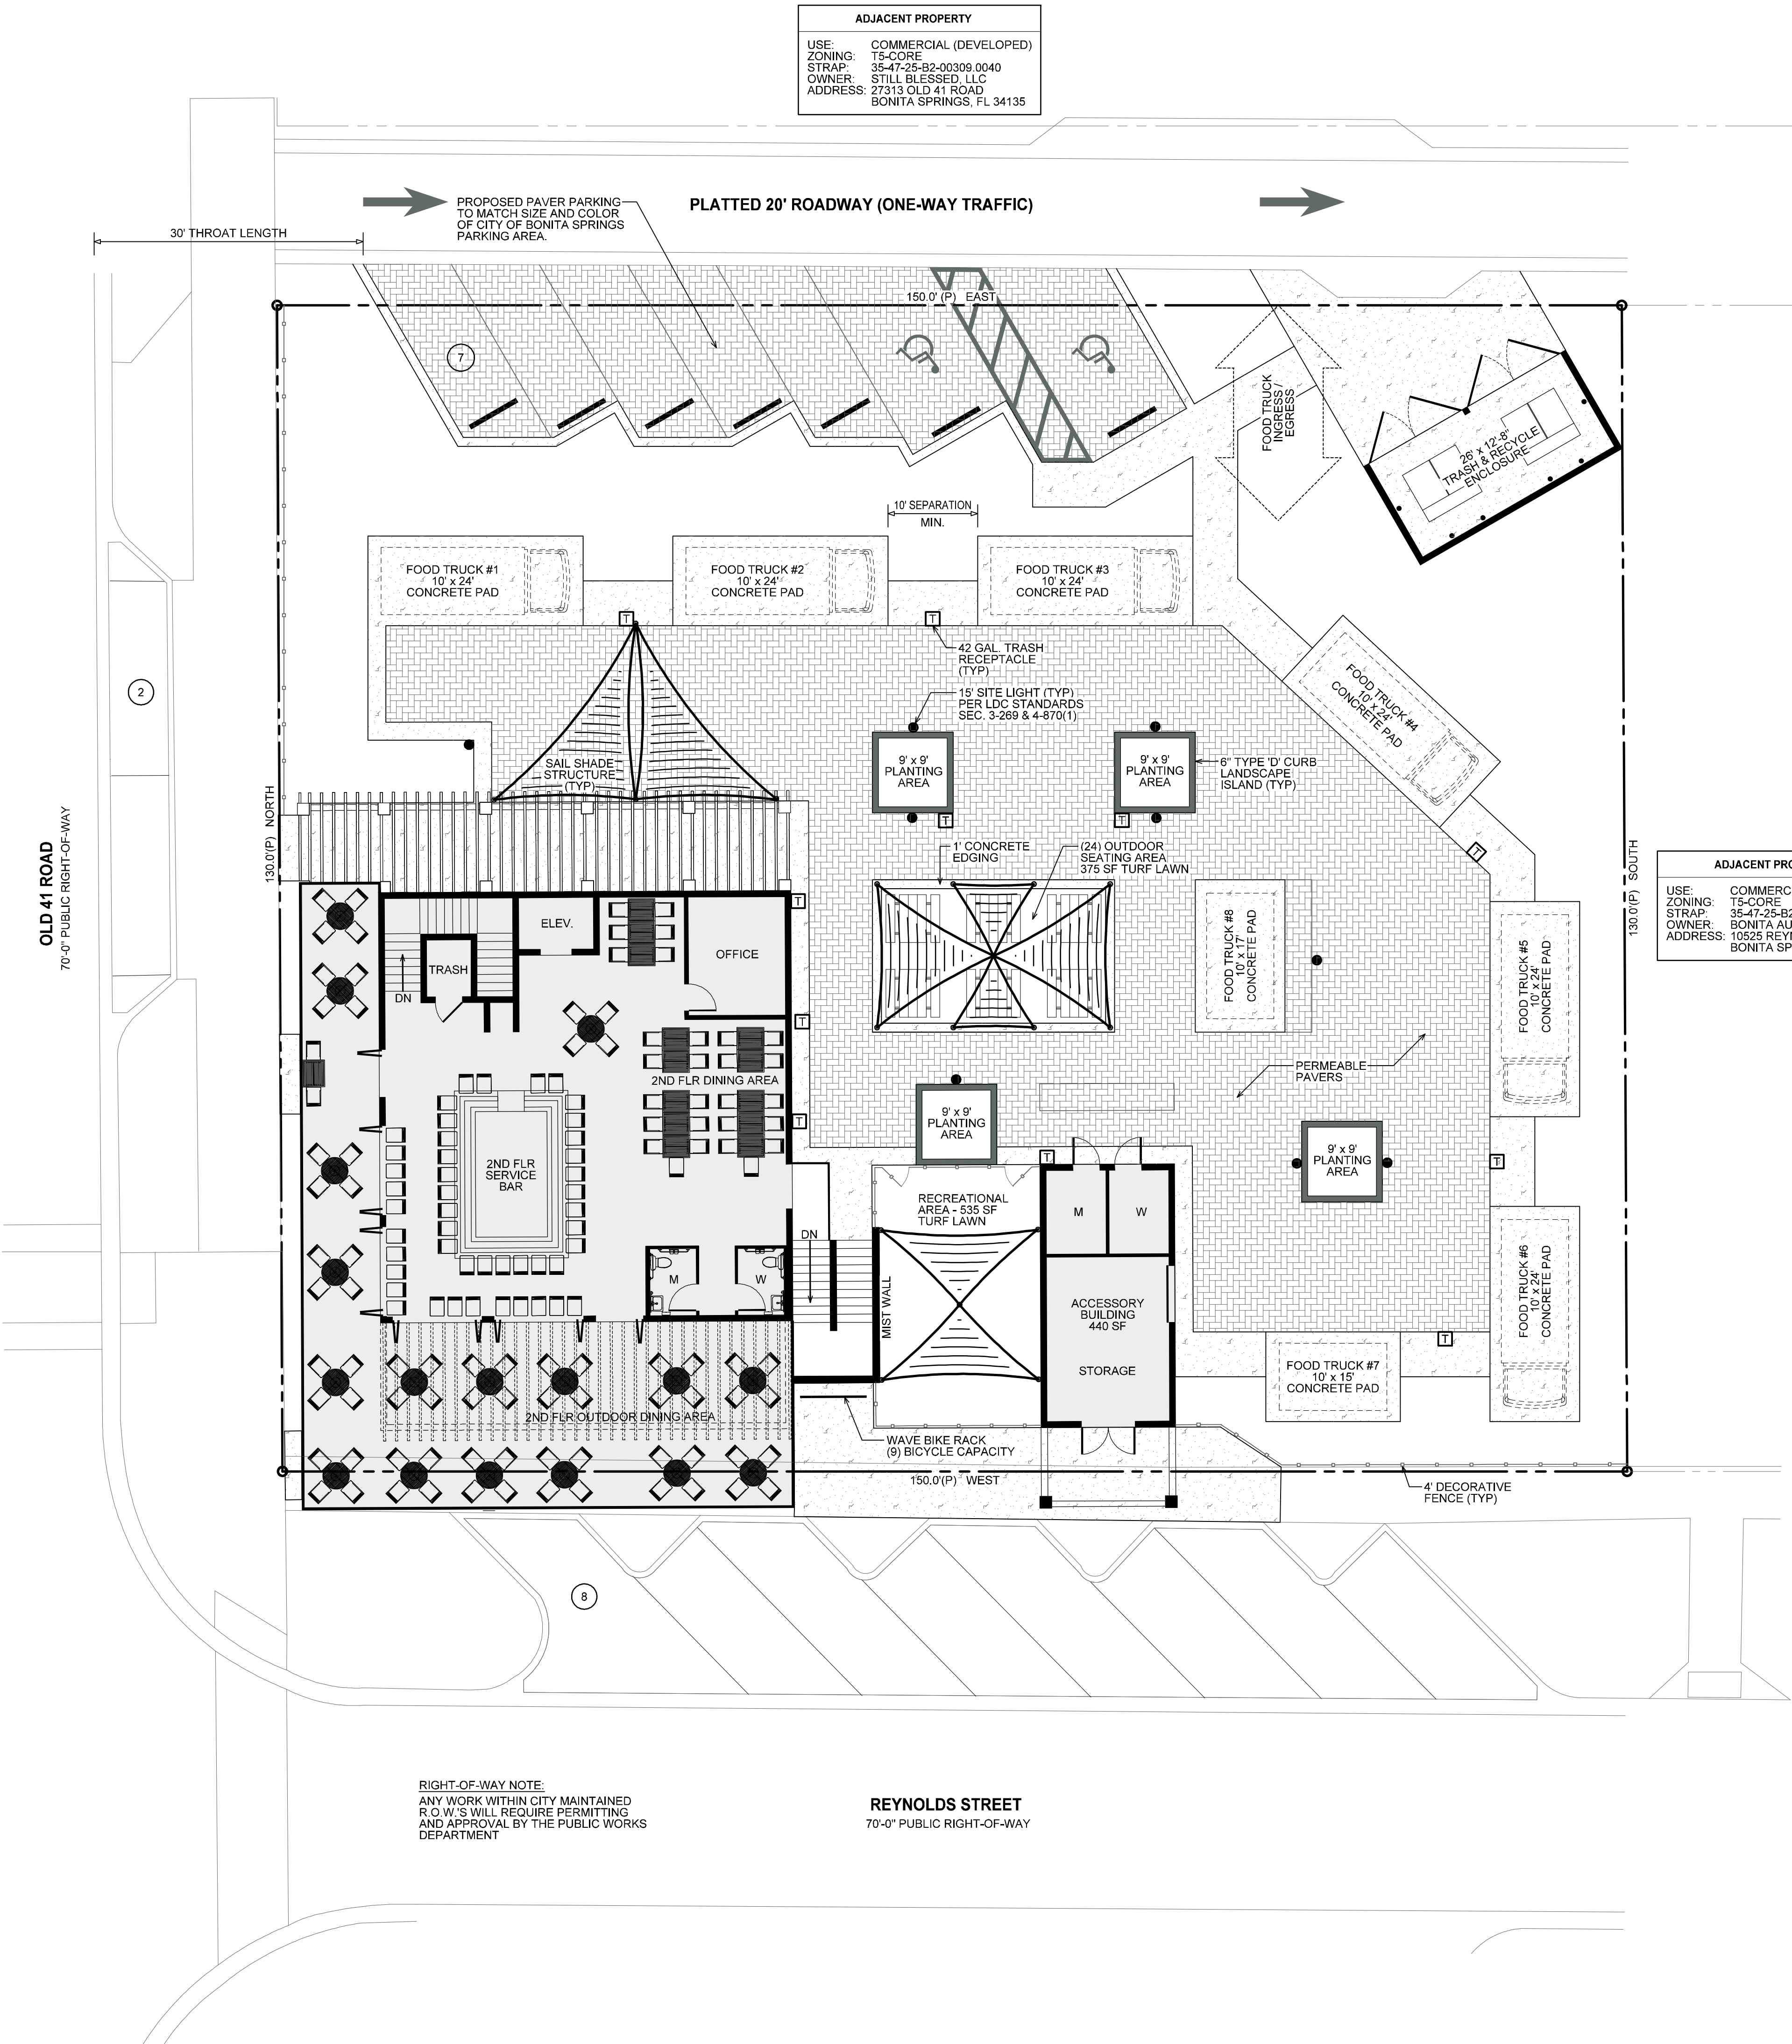 ADJACENT PROPERTY
USE: COMMERCIAL (DEVELOPED)
ZONING: T5-CORE
STRAP: 35-47-25-B2-00309.0040
OWNER: STILL BLESSED, LLC
ADDRESS: 27313 OLD 41 ROAD
BONITA SPRINGS, FL 34135
PROPOSED PAVER PARKING
TO MATCH SIZE AND COLOR
OF CITY OF BONITA SPRINGS
PARKING AREA.
PLATTED 20' ROADWAY (ONE-WAY TRAFFIC)
30' THROAT LENGTH
150.0' (P) EAST
7
FOOD TRUCK
INGRESS /
EGRESS
26' x 12'-8"
TRASH & RECYCLE
ENCLOSURE
10' SEPARATION
MIN.
FOOD TRUCK #1
10' x 24'
CONCRETE PAD
FOOD TRUCK #2
10' x 24'
CONCRETE PAD
FOOD TRUCK #3
10' x 24'
CONCRETE PAD
T
T
42 GAL. TRASH
RECEPTACLE
(TYP)
FOOD TRUCK #4
10' x 24'
CONCRETE PAD
2
15' SITE LIGHT (TYP)
PER LDC STANDARDS
SEC. 3-269 & 4-870(1)
SAIL SHADE
STRUCTURE
(TYP)
9' x 9'
PLANTING
AREA
9' x 9'
PLANTING
AREA
6" TYPE 'D' CURB
LANDSCAPE
ISLAND (TYP)
T
T
130.0'(P) NORTH
OLD 41 ROAD
70'-0" PUBLIC RIGHT-OF-WAY
1' CONCRETE
EDGING
(24) OUTDOOR
SEATING AREA
375 SF TURF LAWN
T
130.0'(P) SOUTH
ADJACENT PRO
USE: COMMERC
ZONING: T5-CORE
STRAP: 35-47-25-B2
OWNER: BONITA AU
ADDRESS: 10525 REY
BONITA SP
T
ELEV.
OFFICE
TRASH
DN
FOOD TRUCK #8
10' x 17'
CONCRETE PAD
FOOD TRUCK #5
10' x 24'
CONCRETE PAD
T
2ND FLR DINING AREA
PERMEABLE
PAVERS
T
9' x 9'
PLANTING
AREA
9' x 9'
PLANTING
AREA
T
T
2ND FLR
SERVICE
BAR
RECREATIONAL
AREA - 535 SF
TURF LAWN
M
W
DN
M
W
MIST WALL
ACCESSORY
BUILDING
440 SF
STORAGE
FOOD TRUCK #6
10' x 24'
CONCRETE PAD
T
FOOD TRUCK #7
10' x 15'
CONCRETE PAD
2ND FLR OUTDOOR DINING AREA
WAVE BIKE RACK
(9) BICYCLE CAPACITY
150.0'(P) WEST
4' DECORATIVE
FENCE (TYP)
8
RIGHT-OF-WAY NOTE:
ANY WORK WITHIN CITY MAINTAINED
R.O.W.'S WILL REQUIRE PERMITTING
AND APPROVAL BY THE PUBLIC WORKS
DEPARTMENT
REYNOLDS STREET
70'-0" PUBLIC RIGHT-OF-WAY